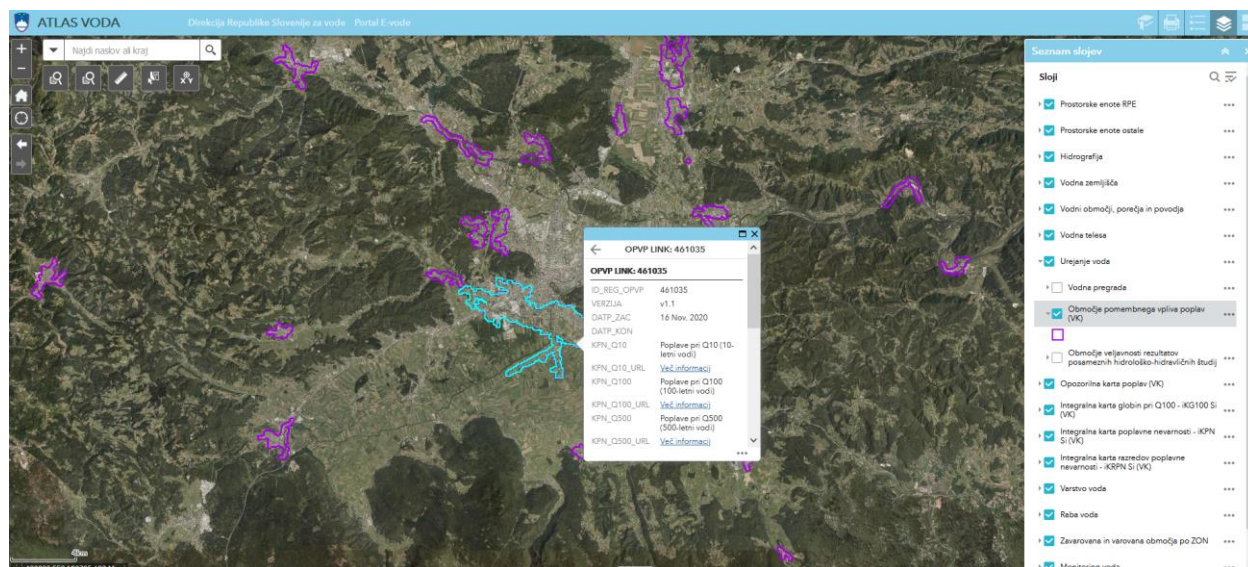 ATLAS VODA
Direkcija Republike Slovenije za vode Portal E-vode
Najdi naslov ali kraj
OPVP LINK: 461035
OPVP LINK: 461035
ID_REG_OPVP 461035
VERZIJA v1.1
DATP_ZAC 16 Nov. 2020
DATP_KON
KPN_Q10 Poplave pri Q10 (10-
letni vodi)
KPN_Q10_URL Več informacij
KPN_Q100 Poplave pri Q100
(100-letni vodi)
KPN_Q100_URL Več informacij
KPN_Q500 Poplave pri Q500
(500-letni vodi)
KPN_Q500_URL Več informacij
4km
Seznam slojev
Sloji
Prostorske enote RPE
Prostorske enote ostale
Hidrografija
Vodna zemljišča
Vodni območji, porečja in povodja
Vodna telesa
Urejanje voda
Vodna pregrada
Območje pomembnega vpliva poplav
(VK)
Območje veljavnosti rezultatov
posameznih hidrološko-hidravličnih študij
Opozorilna karta poplav (VK)
Integralna karta globin pri Q100 - iKG100 Si
(VK)
Integralna karta poplavne nevarnosti - iKPN
Si (VK)
Integralna karta razredov poplavne
nevarnosti - iKRPN Si (VK)
Varstvo voda
Raba voda
Zavarovana in varovana območja po ZON